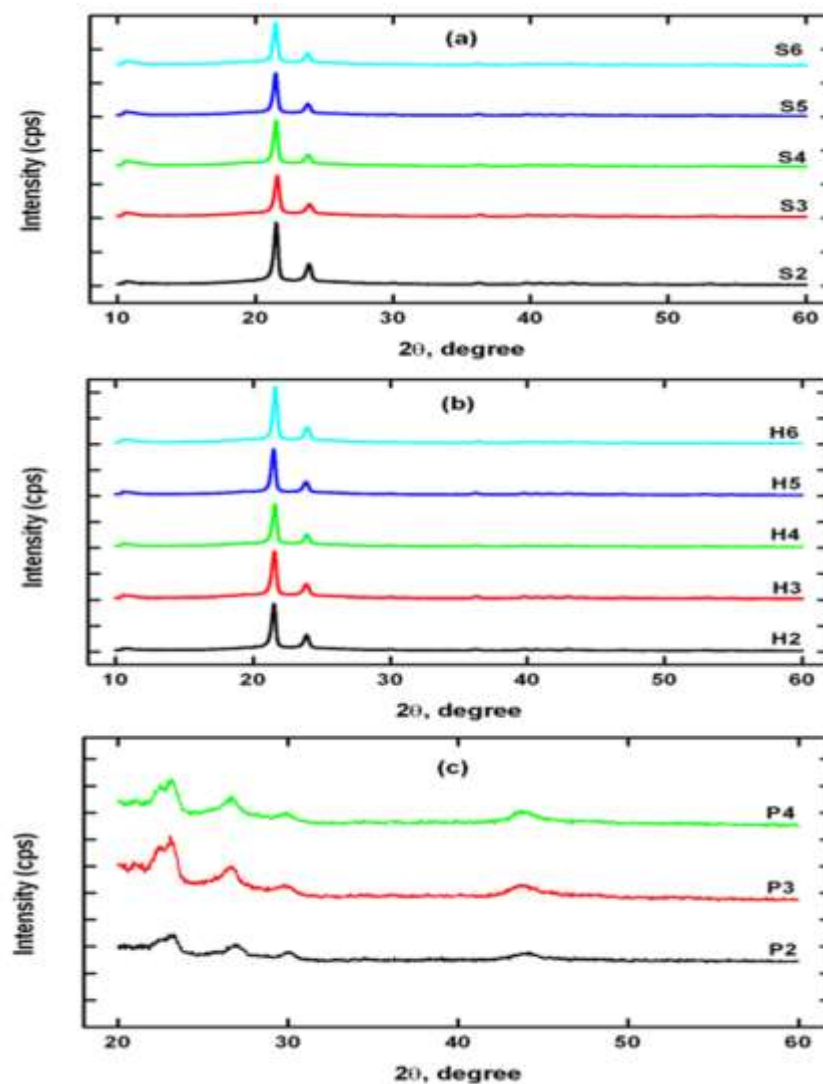 (a)
S6
S5
S4
S3
S2
Intensity (cps)
10 20 30 40 50 60
2θ, degree
(b)
H6
H5
H4
H3
H2
Intensity (cps)
10 20 30 40 50 60
2θ, degree
(c)
P4
P3
P2
Intensity (cps)
20 30 40 50 60
2θ, degree